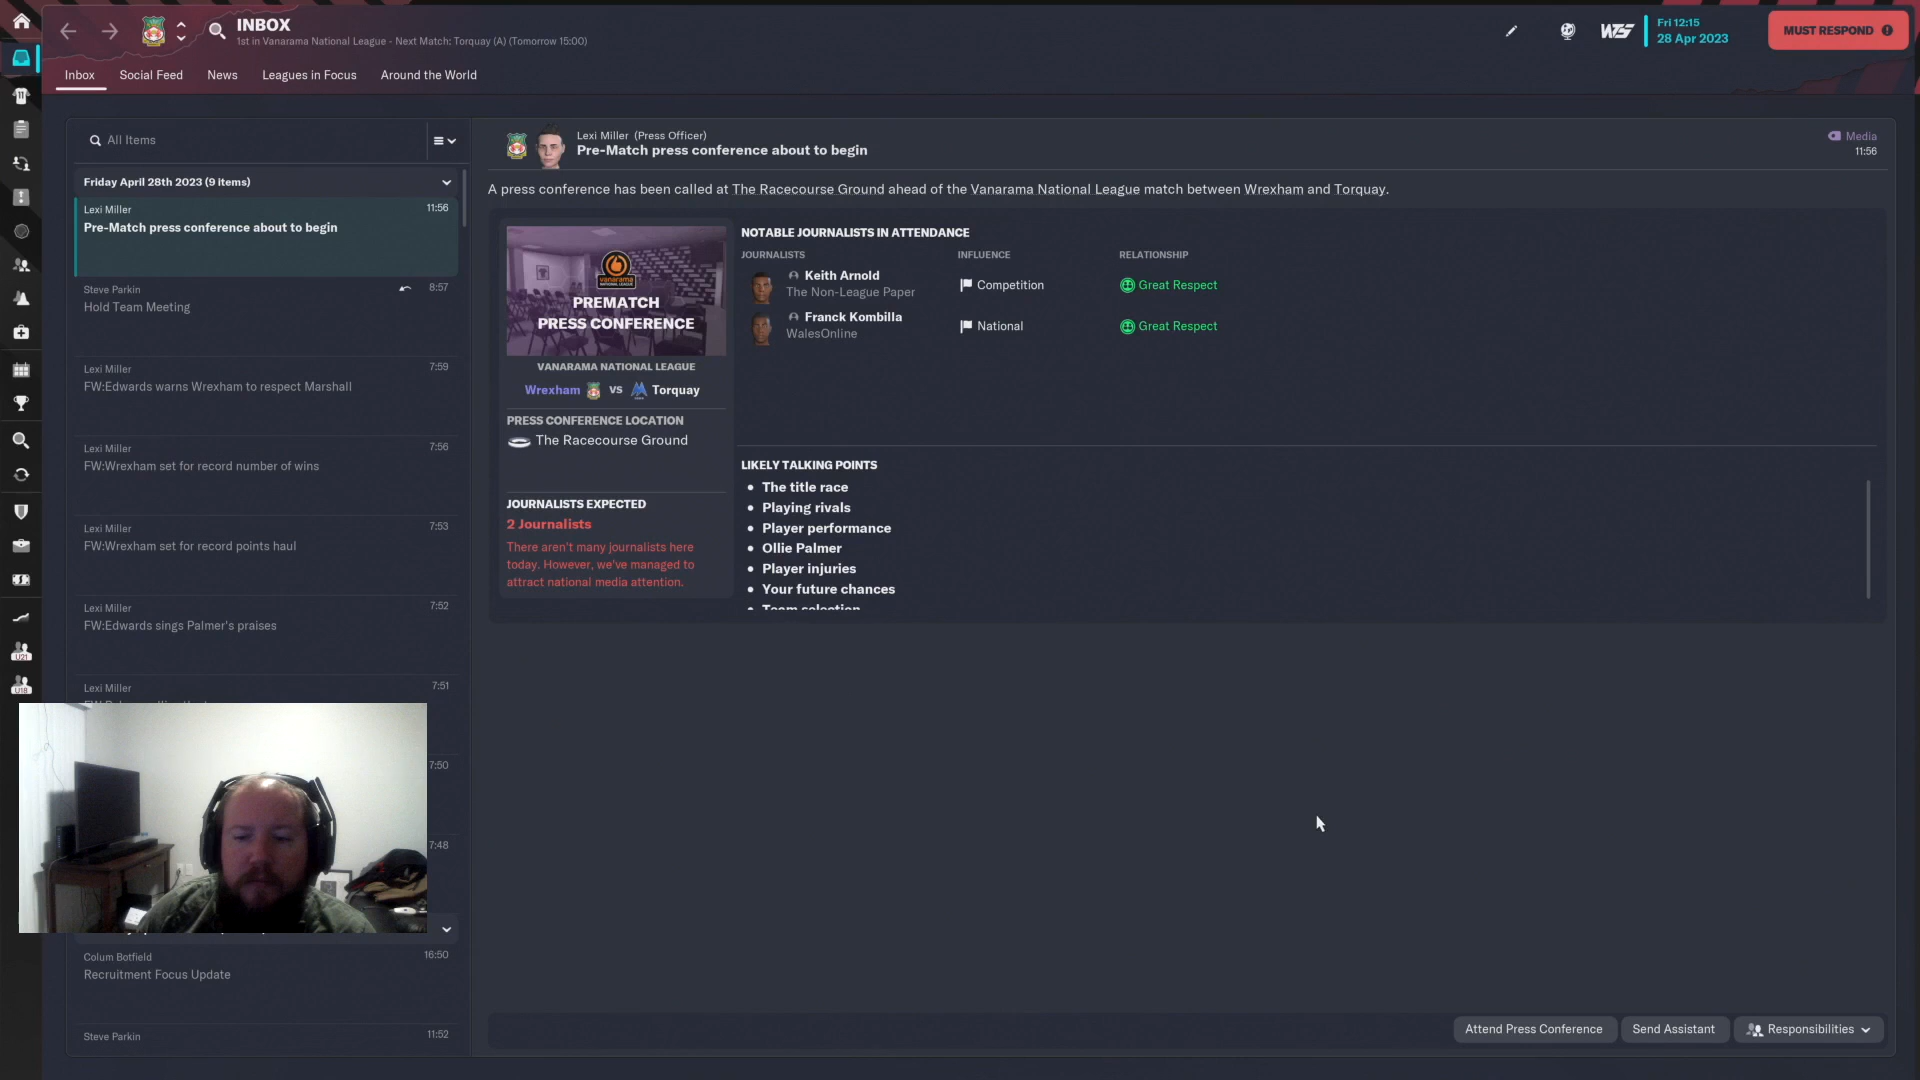 INBOX
1st in Vanarama National League - Next Match: Torquay (A) (Tomorrow 15:00)
Fri 12:15
28 Apr 2023
MUST RESPOND
Inbox
Social Feed
News
Leagues in Focus
Around the World
All Items
Friday April 28th 2023 (9 items)
Lexi Miller 11:56
Pre-Match press conference about to begin
Steve Parkin 8:57
Hold Team Meeting
Lexi Miller 7:59
FW:Edwards warns Wrexham to respect Marshall
Lexi Miller 7:56
FW:Wrexham set for record number of wins
Lexi Miller 7:53
FW:Wrexham set for record points haul
Lexi Miller 7:52
FW:Edwards sings Palmer's praises
Lexi Miller 7:51
7:50
7:48
Colum Botfield 16:50
Recruitment Focus Update
Steve Parkin 11:52
U21
U18
Lexi Miller (Press Officer)
Pre-Match press conference about to begin
Media
11:56
A press conference has been called at The Racecourse Ground ahead of the Vanarama National League match between Wrexham and Torquay.
vanarama
NATIONAL LEAGUE
PREMATCH
PRESS CONFERENCE
VANARAMA NATIONAL LEAGUE
Wrexham VS Torquay
PRESS CONFERENCE LOCATION
The Racecourse Ground
JOURNALISTS EXPECTED
2 Journalists
There aren't many journalists here
today. However, we've managed to
attract national media attention.
NOTABLE JOURNALISTS IN ATTENDANCE
JOURNALISTS INFLUENCE RELATIONSHIP
Keith Arnold
The Non-League Paper
Competition
Great Respect
Franck Kombilla
WalesOnline
National
Great Respect
LIKELY TALKING POINTS
• The title race
• Playing rivals
• Player performance
• Ollie Palmer
• Player injuries
• Your future chances
• Team selection
Attend Press Conference
Send Assistant
Responsibilities